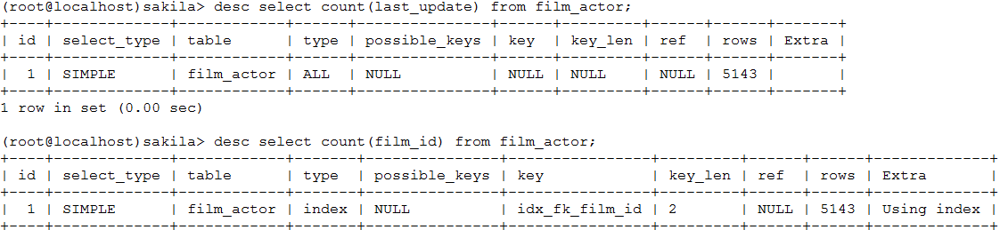 (root@localhost)sakila> desc select count(last_update) from film_actor;
+----+-------------+------------+------+---------------+------+---------+------+------+-------+
| id | select_type | table      | type | possible_keys | key  | key_len | ref  | rows | Extra |
+----+-------------+------------+------+---------------+------+---------+------+------+-------+
|  1 | SIMPLE      | film_actor | ALL  | NULL          | NULL | NULL    | NULL | 5143 |       |
+----+-------------+------------+------+---------------+------+---------+------+------+-------+
1 row in set (0.00 sec)
(root@localhost)sakila> desc select count(film_id) from film_actor;
+----+-------------+------------+-------+---------------+----------------+---------+------+------+-------------+
| id | select_type | table      | type  | possible_keys | key            | key_len | ref  | rows | Extra       |
+----+-------------+------------+-------+---------------+----------------+---------+------+------+-------------+
|  1 | SIMPLE      | film_actor | index | NULL          | idx_fk_film_id | 2       | NULL | 5143 | Using index |
+----+-------------+------------+-------+---------------+----------------+---------+------+------+-------------+